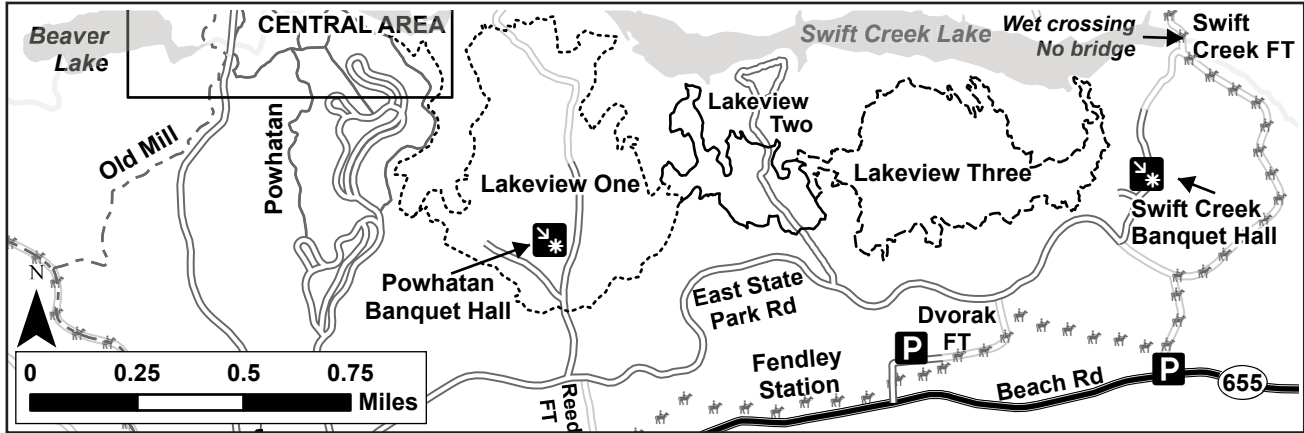 Beaver
Lake
CENTRAL AREA
Swift Creek Lake
Wet crossing
No bridge
Swift
Creek FT
Old Mill
Powhatan
Lakeview
Two
Lakeview One
Lakeview Three
Swift Creek
Banquet Hall
Powhatan
Banquet Hall
East State
Park Rd
N
Dvorak
FT
P
Fendley
Station
P
Beach Rd
655
Reed
FT
0 0.25 0.5 0.75
Miles